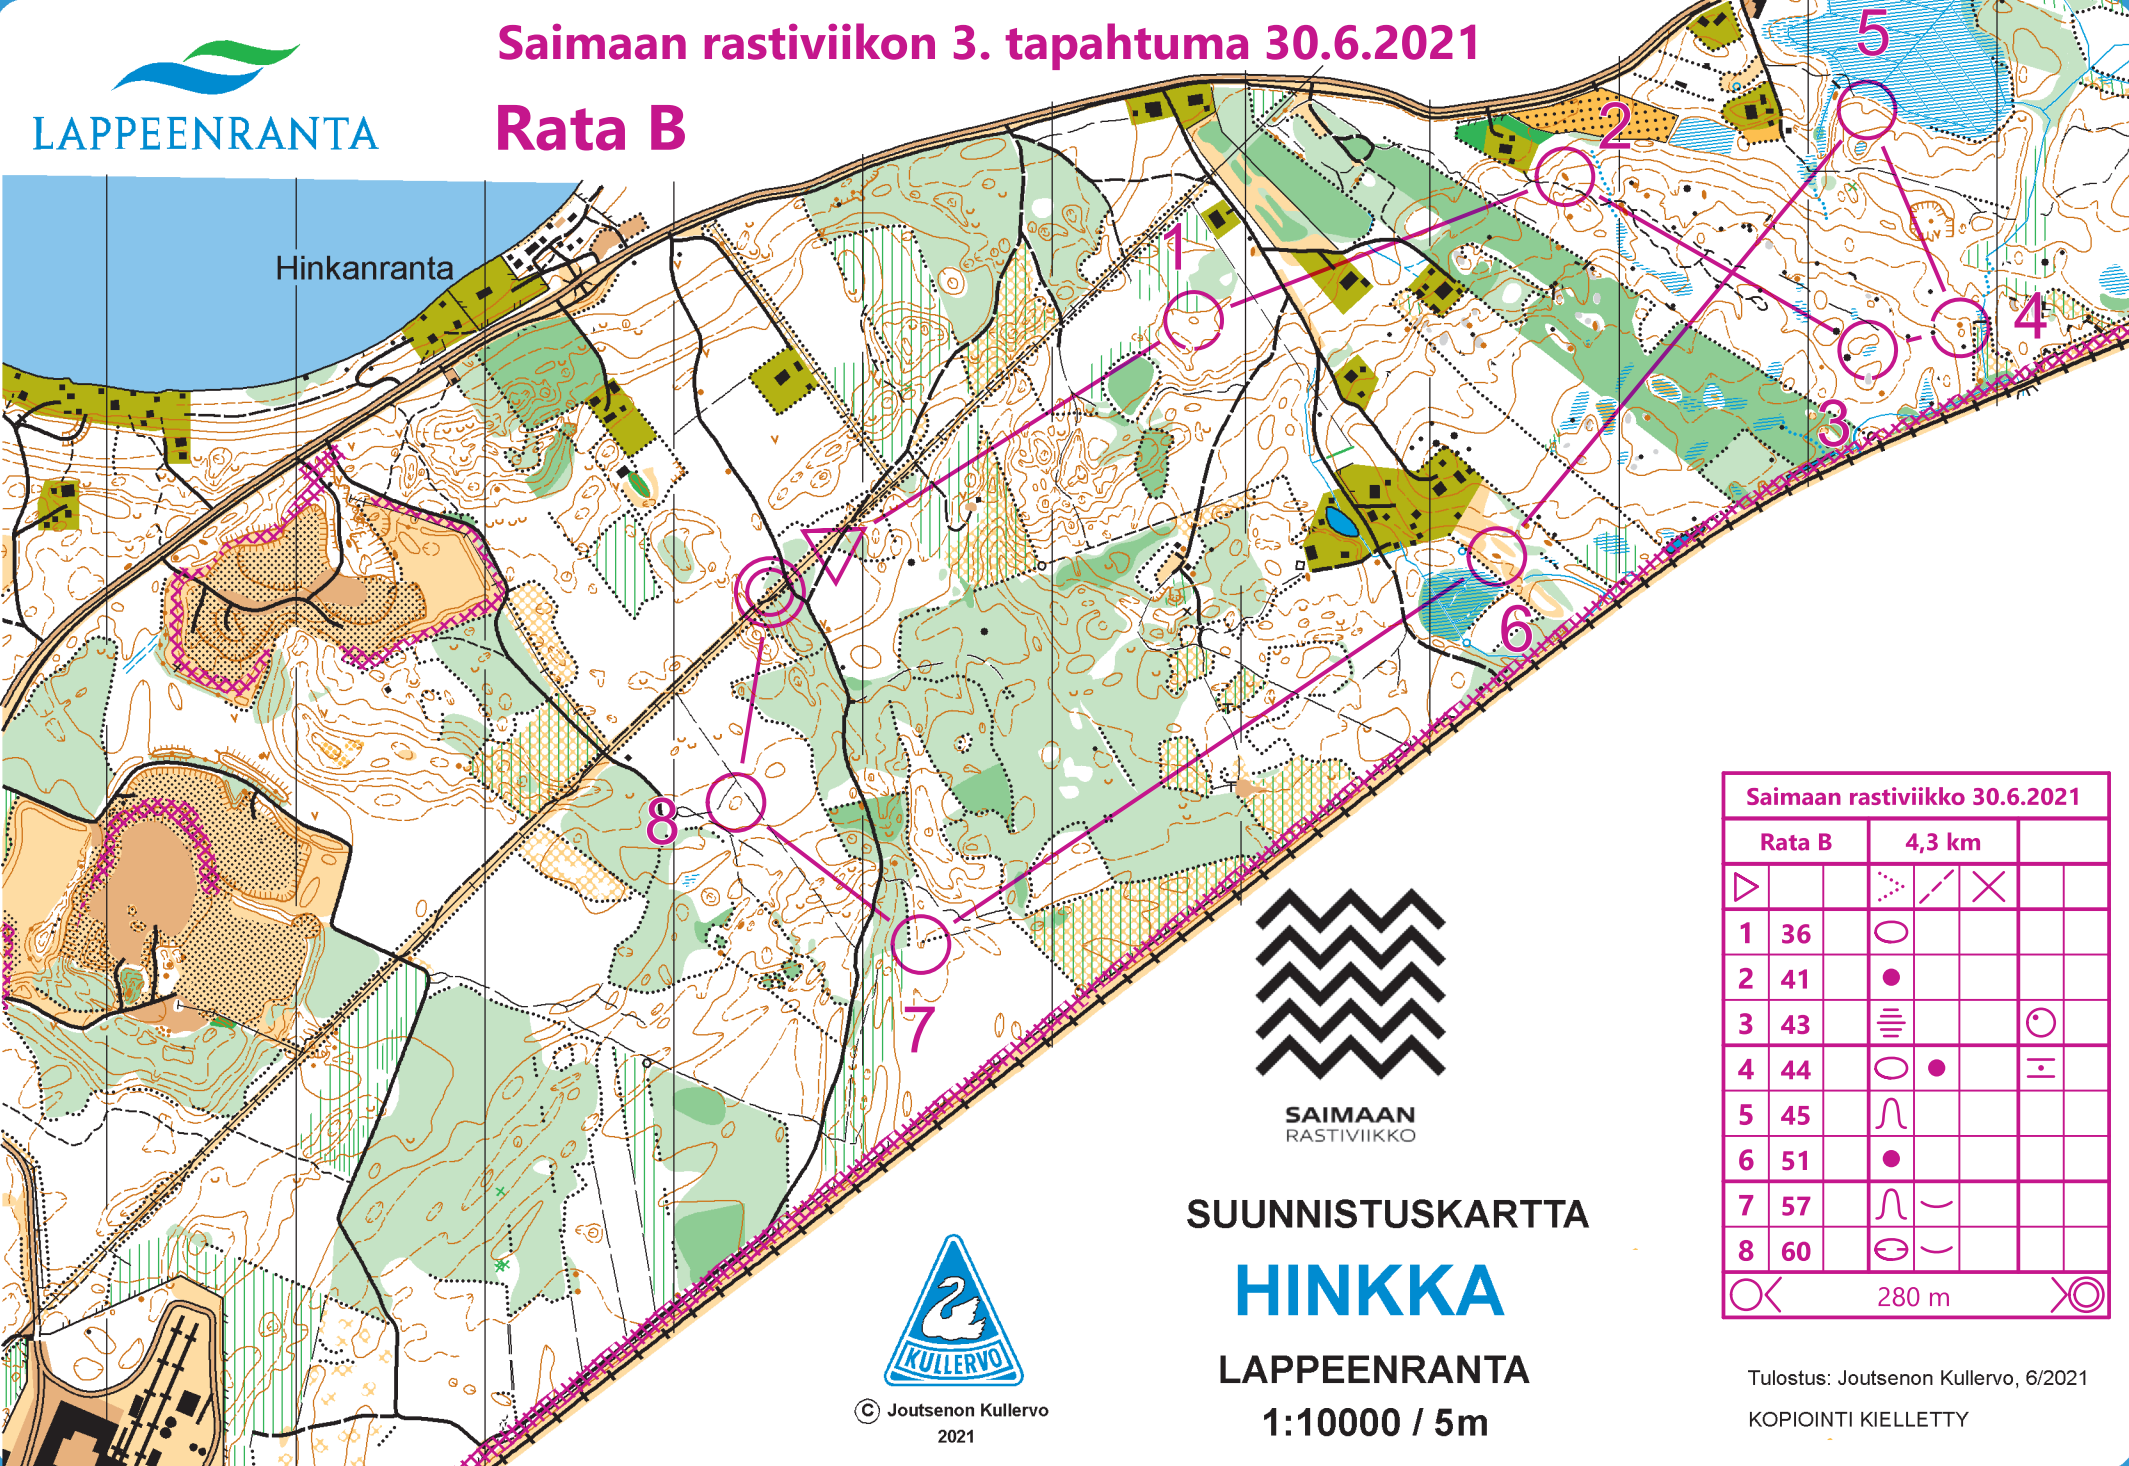 Saimaan rastiviikon 3. tapahtuma 30.6.2021
Rata B
LAPPEENRANTA
Hinkanranta
1
2
3
4
5
6
7
8
Saimaan rastiviikko 30.6.2021
Rata B 4,3 km
1 36
2 41
3 43
4 44
5 45
6 51
7 57
8 60
280 m
SAIMAAN
RASTIVIIKKO
SUUNNISTUSKARTTA
HINKKA
LAPPEENRANTA
1:10000 / 5m
KULLERVO
© Joutsenon Kullervo
2021
Tulostus: Joutsenon Kullervo, 6/2021
KOPIOINTI KIELLETTY